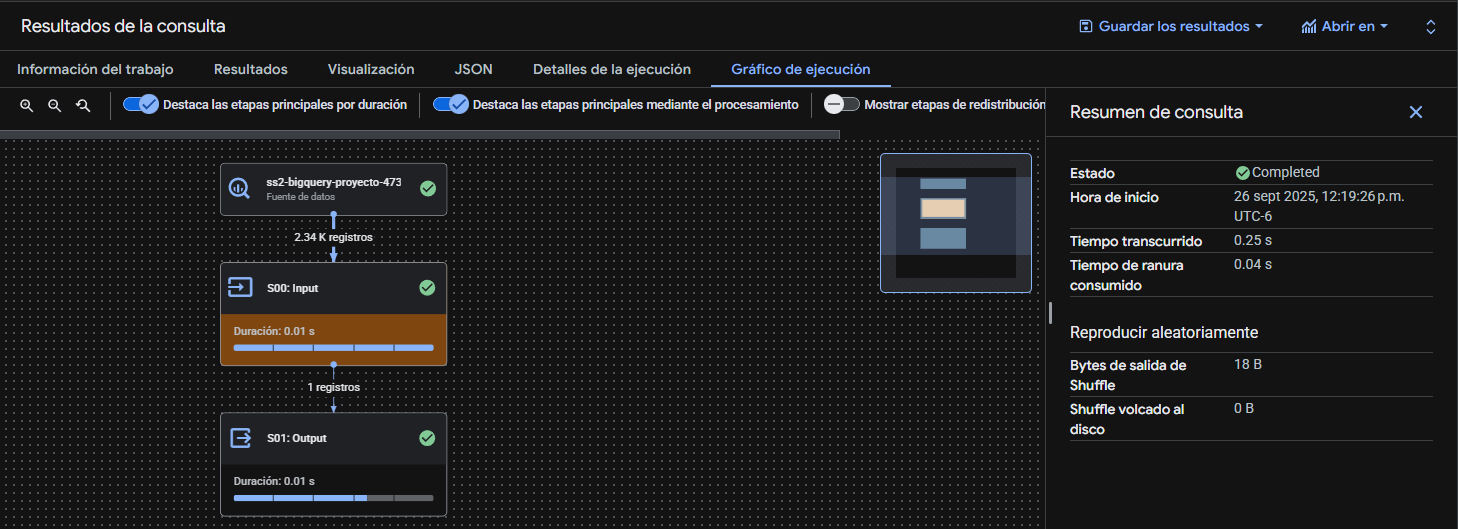 Resultados de la consulta
Guardar los resultados
Abrir en
Información del trabajo
Resultados
Visualización
JSON
Detalles de la ejecución
Gráfico de ejecución
Destaca las etapas principales por duración
Destaca las etapas principales mediante el procesamiento
Mostrar etapas de redistribución
ss2-bigquery-proyecto-473
Fuente de datos
2.34 K registros
S00: Input
Duración: 0.01 s
1 registros
S01: Output
Duración: 0.01 s
Resumen de consulta
Estado
Completed
Hora de inicio
26 sept 2025, 12:19:26 p.m.
UTC-6
Tiempo transcurrido
0.25 s
Tiempo de ranura
consumido
0.04 s
Reproducir aleatoriamente
Bytes de salida de
Shuffle
18 B
Shuffle volcado al
disco
0 B